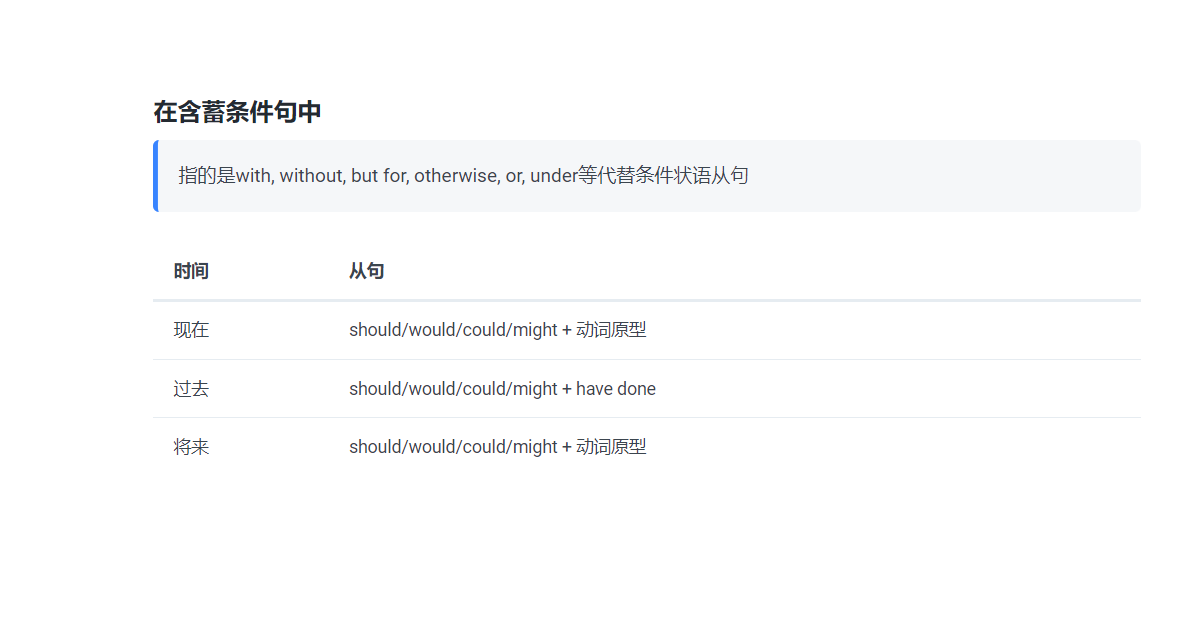 在含蓄条件句中
指的是with, without, but for, otherwise, or, under等代替条件状语从句
时间 从句
现在 should/would/could/might + 动词原型
过去 should/would/could/might + have done
将来 should/would/could/might + 动词原型